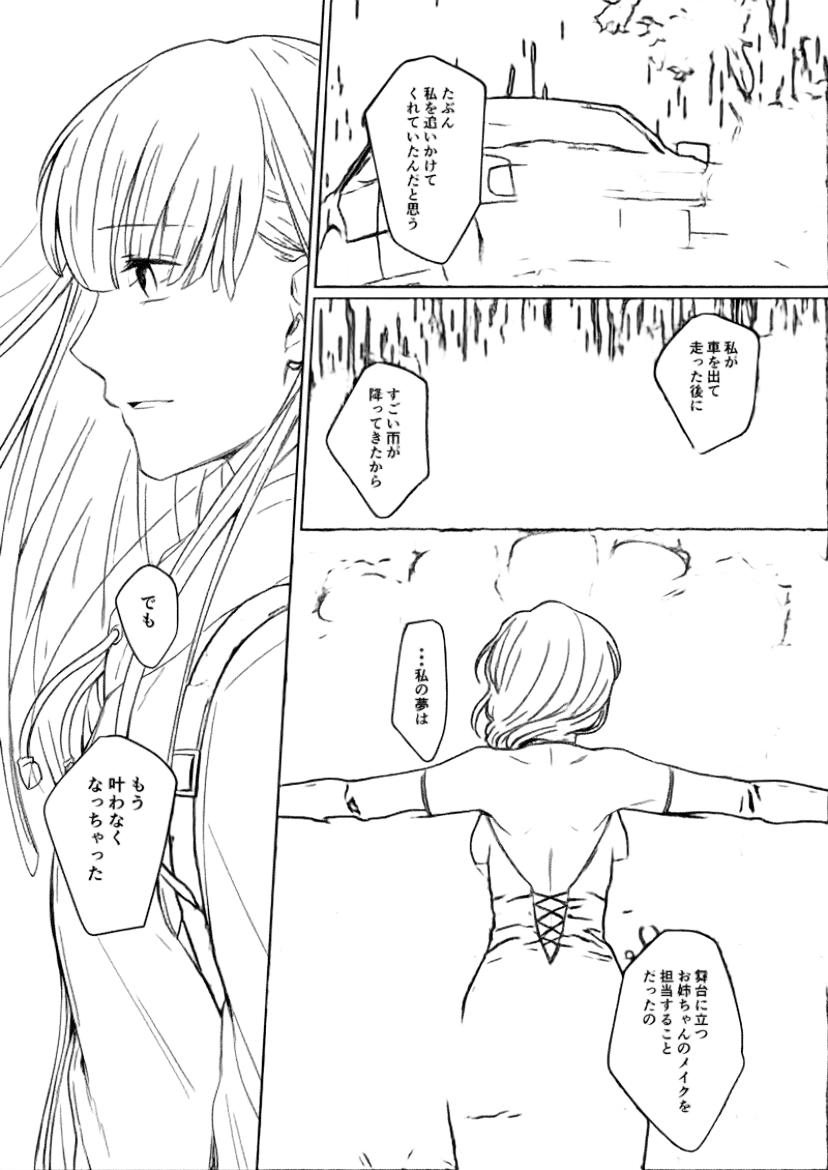 私が
車を出て
走った後に
すごい雨が
降ってきたから
たぶん
私を追いかけて
くれていたんだと思う
…私の夢は
舞台に立つ
お姉ちゃんのメイクを
担当すること
だったの
でも
もう
叶わなく
なっちゃった